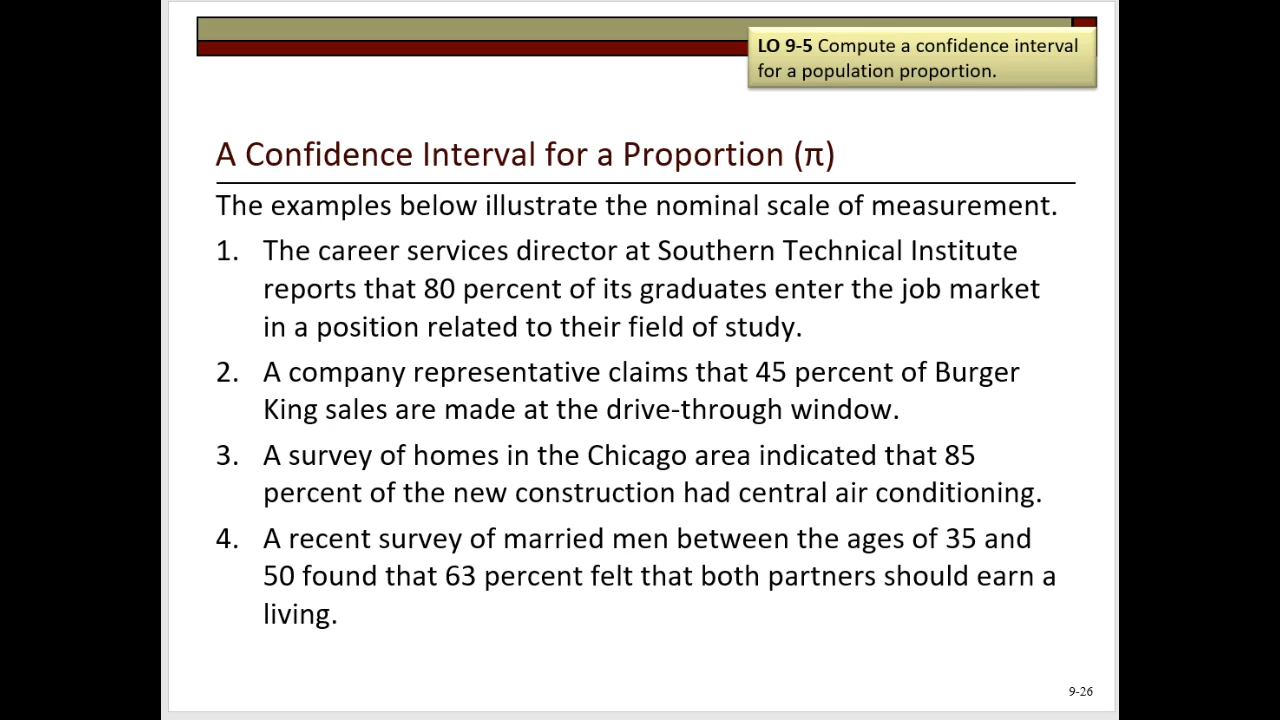 LO 9-5 Compute a confidence interval
for a population proportion.
A Confidence Interval for a Proportion (π)
The examples below illustrate the nominal scale of measurement.
1. The career services director at Southern Technical Institute
reports that 80 percent of its graduates enter the job market
in a position related to their field of study.
2. A company representative claims that 45 percent of Burger
King sales are made at the drive-through window.
3. A survey of homes in the Chicago area indicated that 85
percent of the new construction had central air conditioning.
4. A recent survey of married men between the ages of 35 and
50 found that 63 percent felt that both partners should earn a
living.
9-26